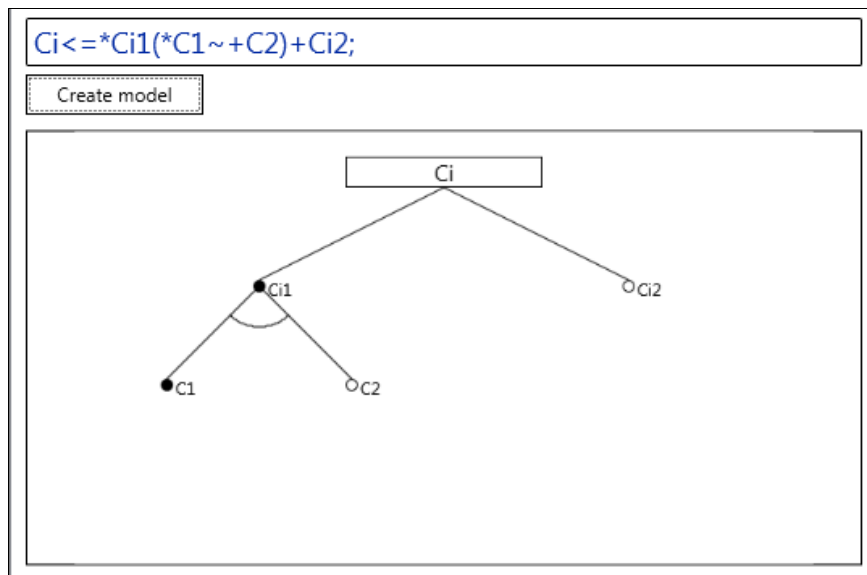 Ci<=*Ci1(*C1~+C2)+Ci2;
Create model
Ci
Ci1
Ci2
C1
C2